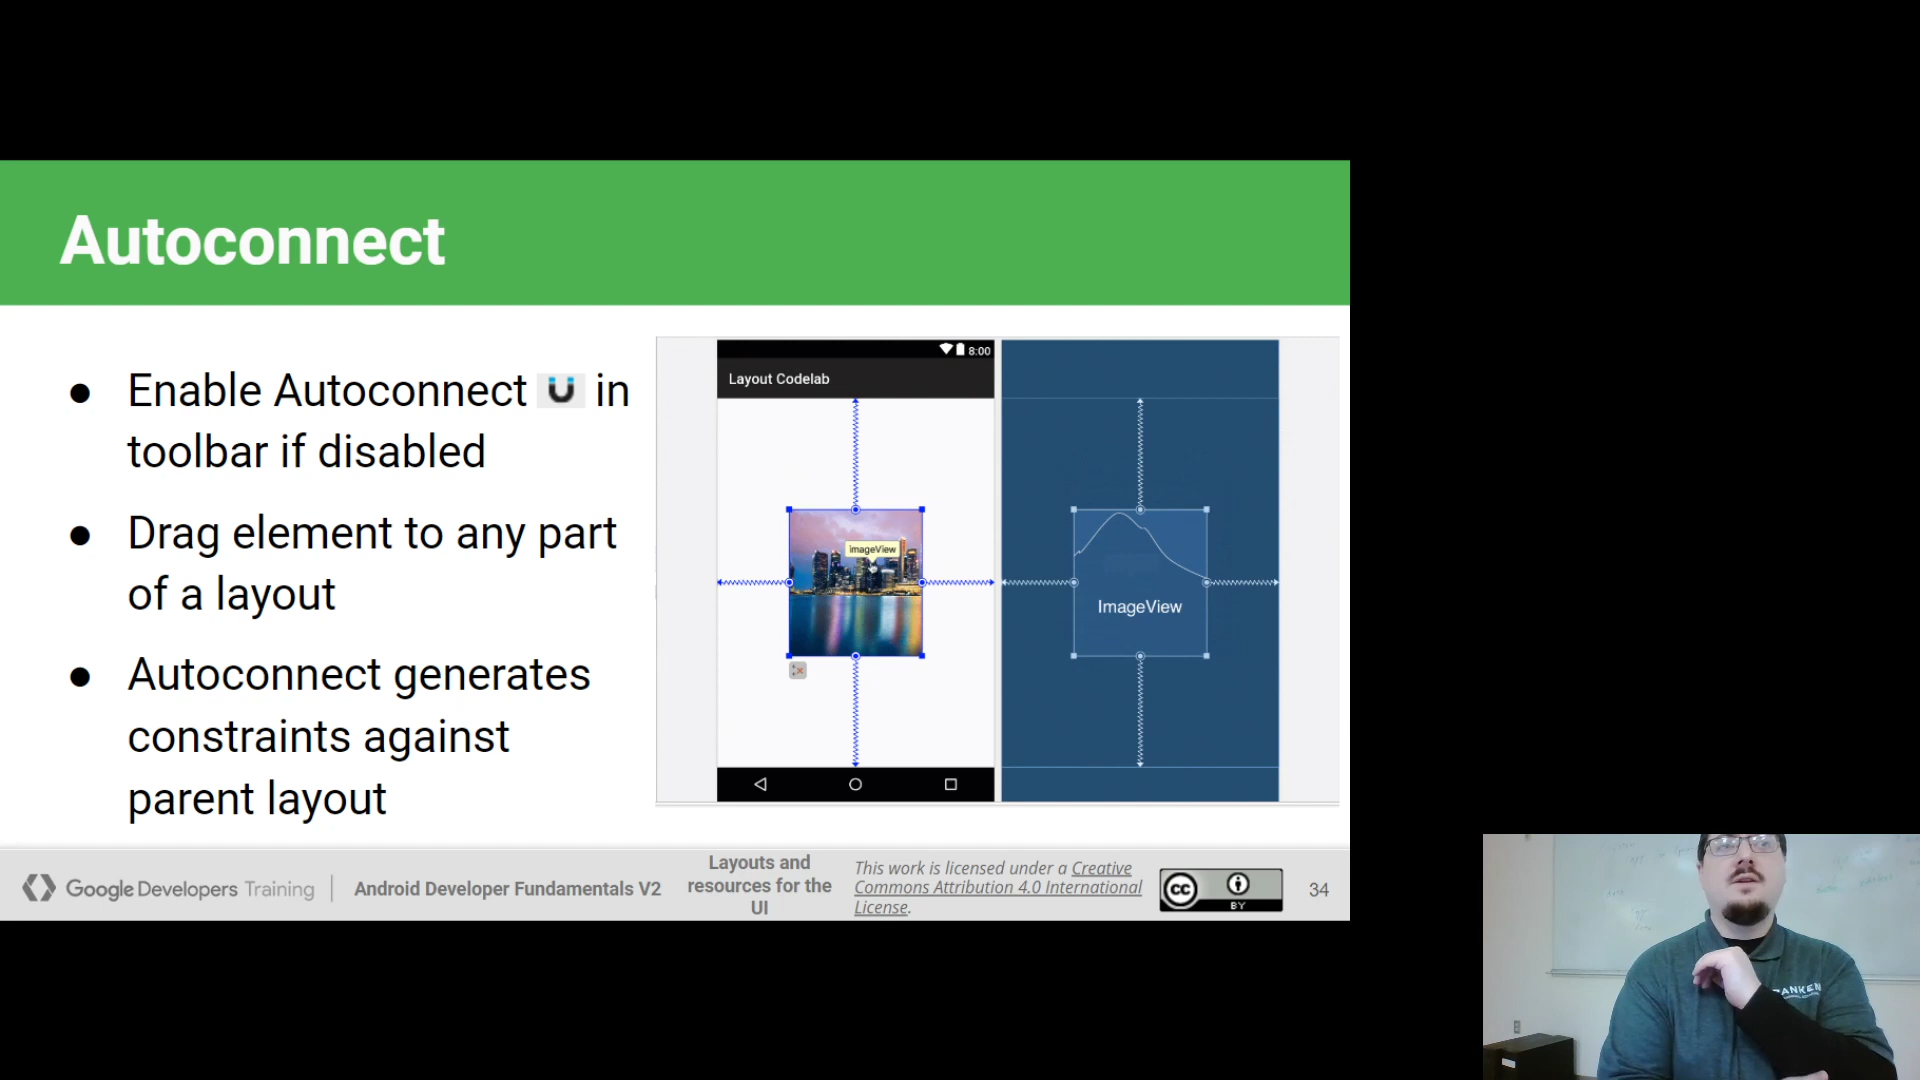 Autoconnect
● Enable Autoconnect in
toolbar if disabled
● Drag element to any part
of a layout
● Autoconnect generates
constraints against
parent layout
8:00
Layout Codelab
imageView
ImageView
Google Developers Training
Android Developer Fundamentals V2
Layouts and
resources for the
UI
This work is licensed under a Creative
Commons Attribution 4.0 International
License.
cc
BY
34